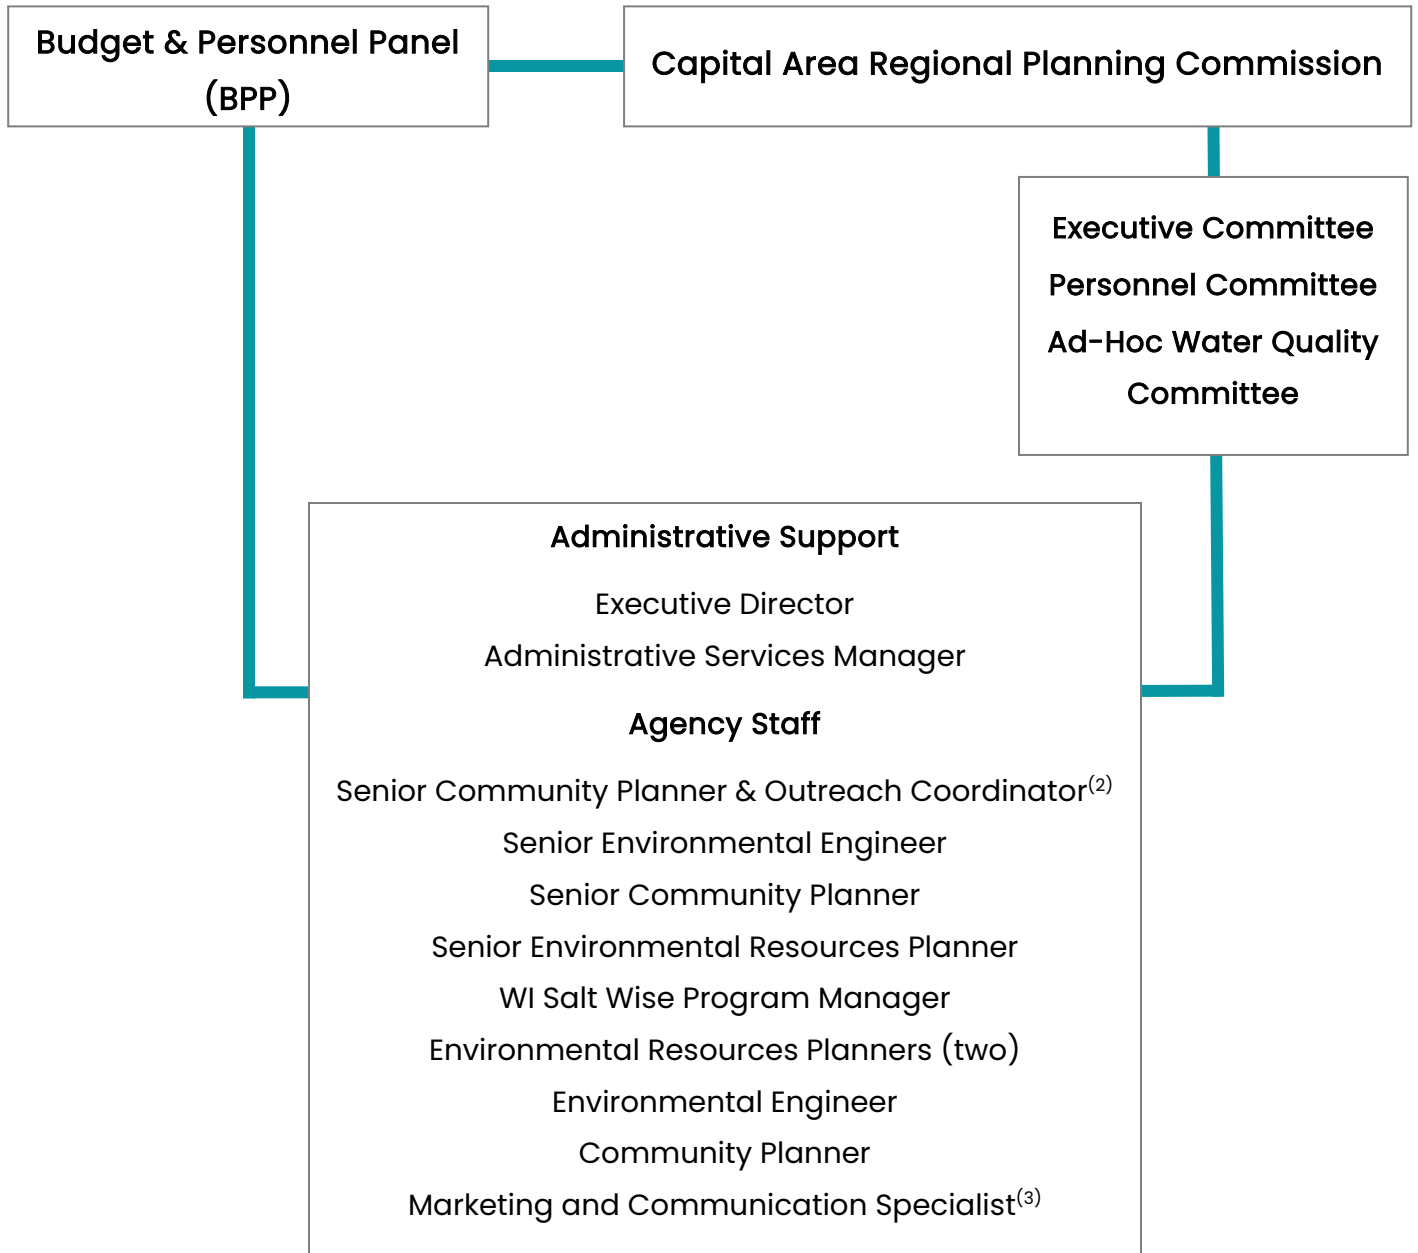 Budget & Personnel Panel
(BPP)
Capital Area Regional Planning Commission
Executive Committee
Personnel Committee
Ad-Hoc Water Quality
Committee
Administrative Support
Executive Director
Administrative Services Manager
Agency Staff
Senior Community Planner & Outreach Coordinator(2)
Senior Environmental Engineer
Senior Community Planner
Senior Environmental Resources Planner
WI Salt Wise Program Manager
Environmental Resources Planners (two)
Environmental Engineer
Community Planner
Marketing and Communication Specialist(3)